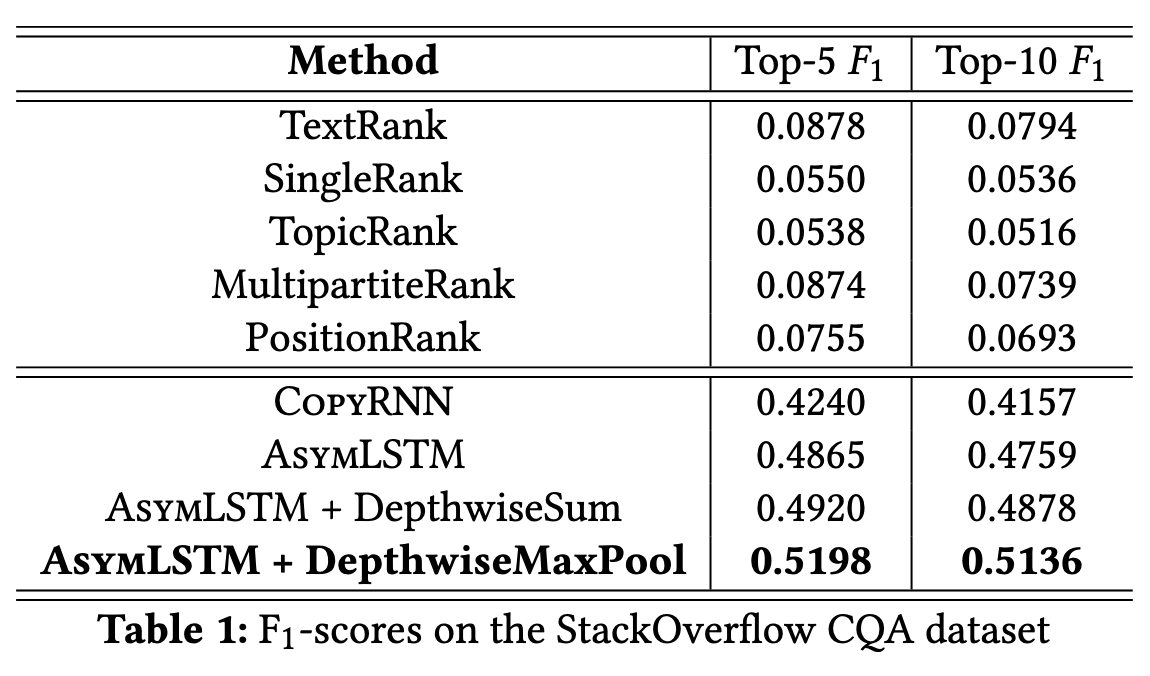 Method Top-5 F1 Top-10 F1
TextRank 0.0878 0.0794
SingleRank 0.0550 0.0536
TopicRank 0.0538 0.0516
MultipartiteRank 0.0874 0.0739
PositionRank 0.0755 0.0693
CopyRNN 0.4240 0.4157
AsymLSTM 0.4865 0.4759
AsymLSTM + DepthwiseSum 0.4920 0.4878
AsymLSTM + DepthwiseMaxPool 0.5198 0.5136
Table 1: F1-scores on the StackOverflow CQA dataset